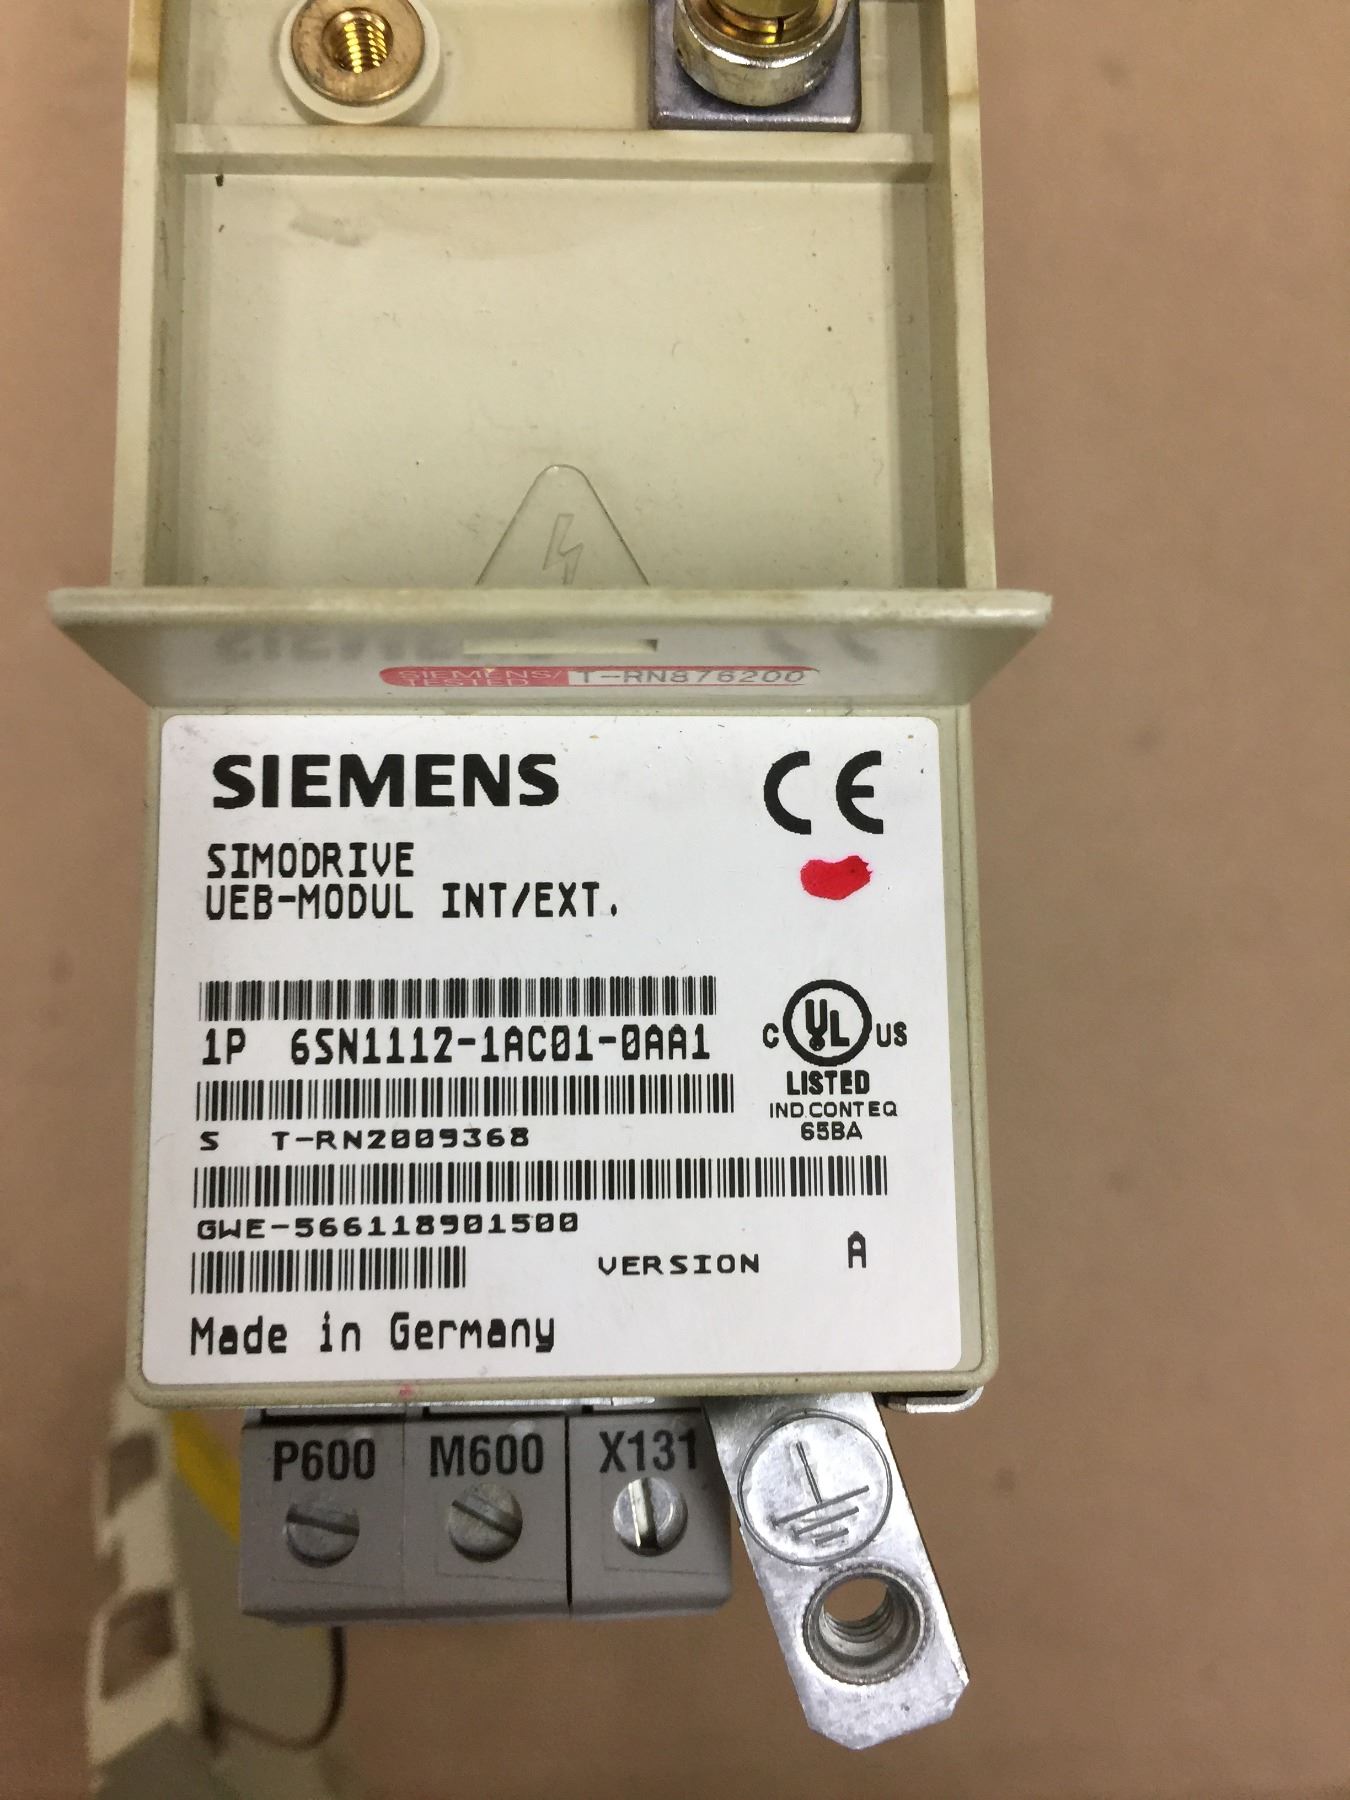 SIEMENS/ T-RN876200
TESTED
SIEMENS CE
SIMODRIVE
UEB-MODUL INT/EXT.
1P 6SN1112-1AC01-0AA1
C UL US
LISTED
IND.CONT EQ
65BA
S T-RN2009368
GWE-566118901500
VERSION A
Made in Germany
P600 M600 X131